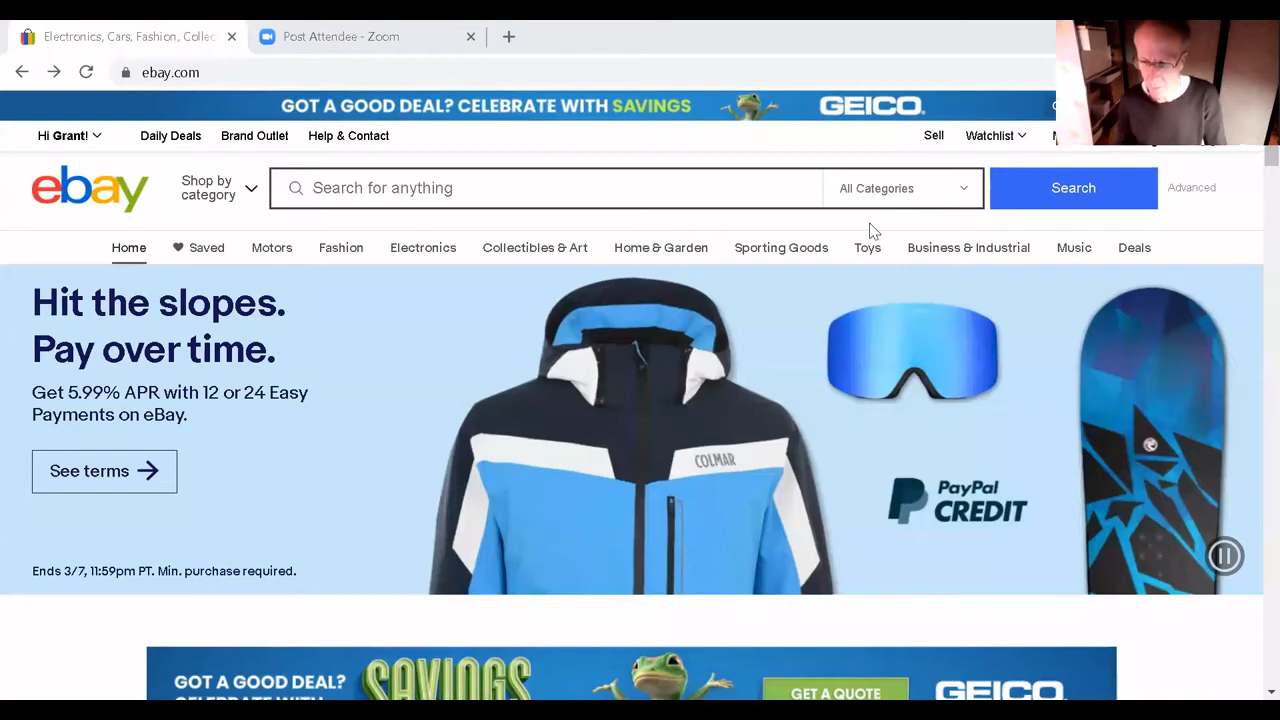 Electronics, Cars, Fashion, Collec
Post Attendee - Zoom
ebay.com
GOT A GOOD DEAL? CELEBRATE WITH SAVINGS
GEICO.
Hi Grant!
Daily Deals
Brand Outlet
Help & Contact
Sell
Watchlist
ebay
Shop by
category
Search for anything
All Categories
Search
Advanced
Home
Saved
Motors
Fashion
Electronics
Collectibles & Art
Home & Garden
Sporting Goods
Toys
Business & Industrial
Music
Deals
Hit the slopes.
Pay over time.
Get 5.99% APR with 12 or 24 Easy
Payments on eBay.
See terms
COLMAR
PayPal
CREDIT
Ends 3/7, 11:59pm PT. Min. purchase required.
GOT A GOOD DEAL?
CELEBRATE WITH
SAVINGS
GET A QUOTE
GEICO.